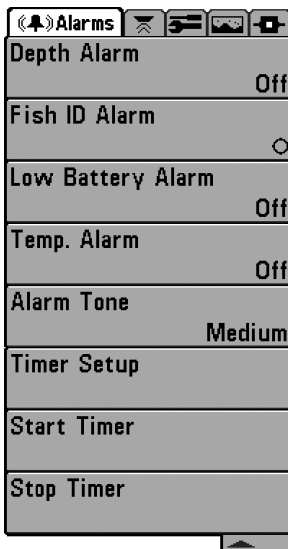 Alarms
Depth Alarm
Off
Fish ID Alarm
Low Battery Alarm
Off
Temp. Alarm
Off
Alarm Tone
Medium
Timer Setup
Start Timer
Stop Timer